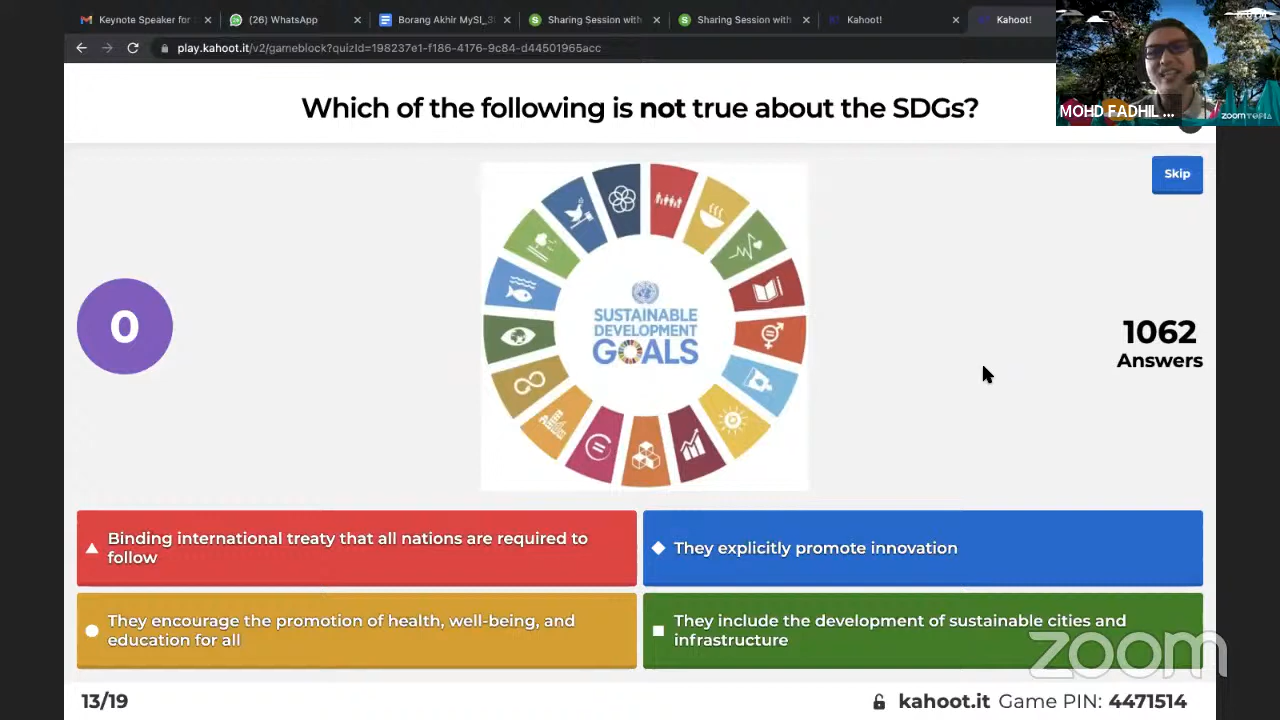 Keynote Speaker for
(26) WhatsApp
Borang Akhir MySI_3
Sharing Session with
Sharing Session with
Kahoot!
Kahoot!
play.kahoot.it/v2/gameblock?quizId=198237e1-f186-4176-9c84-d44501965acc
MOHD FADHIL ...
zoomTOPIA
Which of the following is not true about the SDGs?
Skip
0
SUSTAINABLE
DEVELOPMENT
GOALS
1062
Answers
Binding international treaty that all nations are required to
follow
They explicitly promote innovation
They encourage the promotion of health, well-being, and
education for all
They include the development of sustainable cities and
infrastructure
zoom
13/19
kahoot.it Game PIN: 4471514